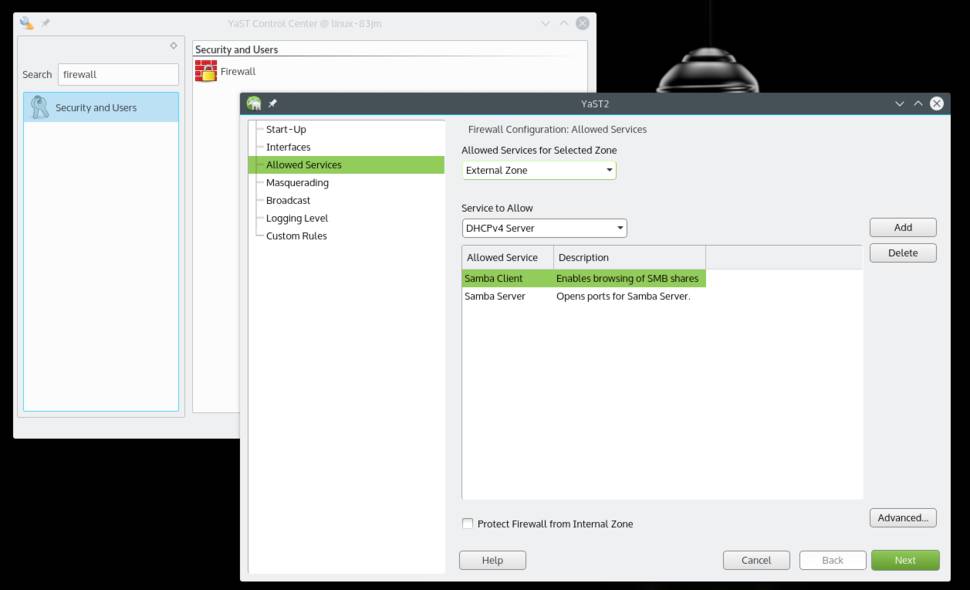 YaST Control Center @ linux-83jm
Search firewall
Security and Users
Security and Users
Firewall
YaST2
Start-Up
Interfaces
Allowed Services
Masquerading
Broadcast
Logging Level
Custom Rules
Firewall Configuration: Allowed Services
Allowed Services for Selected Zone
External Zone
Service to Allow
DHCPv4 Server
Add
Delete
Allowed Service Description
Samba Client Enables browsing of SMB shares
Samba Server Opens ports for Samba Server.
Advanced...
Protect Firewall from Internal Zone
Help Cancel Back Next